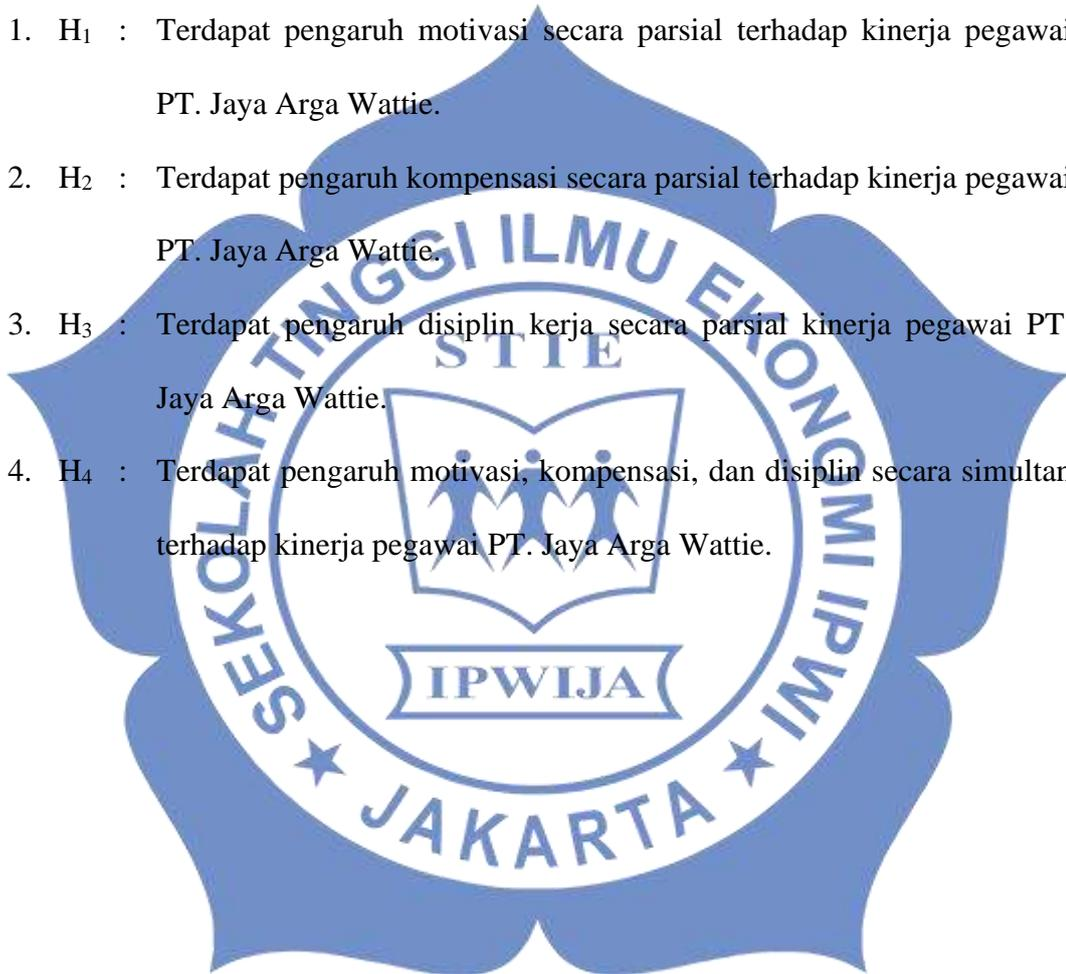 1. H1 : Terdapat pengaruh motivasi secara parsial terhadap kinerja pegawai
PT. Jaya Arga Wattie.
2. H2 : Terdapat pengaruh kompensasi secara parsial terhadap kinerja pegawai
PT. Jaya Arga Wattie.
3. H3 : Terdapat pengaruh disiplin kerja secara parsial kinerja pegawai PT
Jaya Arga Wattie.
4. H4 : Terdapat pengaruh motivasi, kompensasi, dan disiplin secara simultan
terhadap kinerja pegawai PT. Jaya Arga Wattie.
SEKOLAH TINGGI ILMU EKONOMI IPWI
STIE
IPWIJA
★ JAKARTA ★